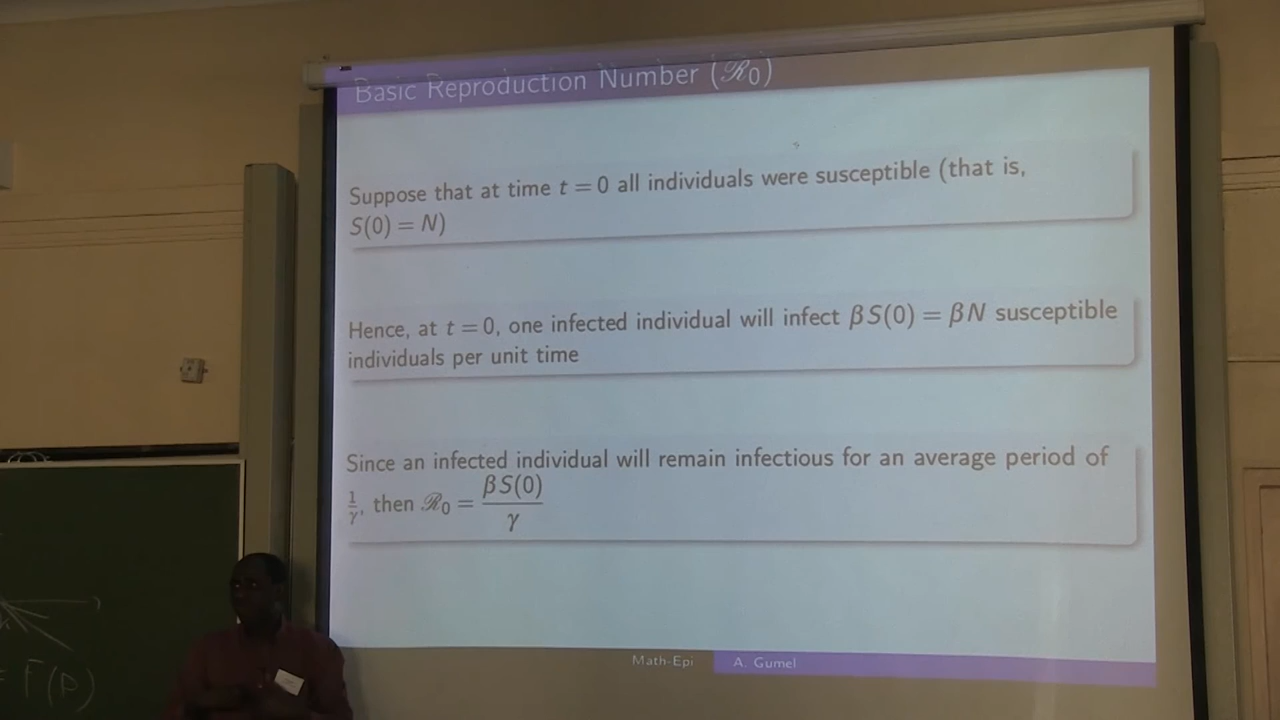 Basic Reproduction Number (ℛ₀)
Suppose that at time t = 0 all individuals were susceptible (that is,
S(0) = N)
Hence, at t = 0, one infected individual will infect βS(0) = βN susceptible
individuals per unit time
Since an infected individual will remain infectious for an average period of
1/γ, then ℛ₀ = βS(0)/γ
Math-Epi A. Gumel
= F(P)